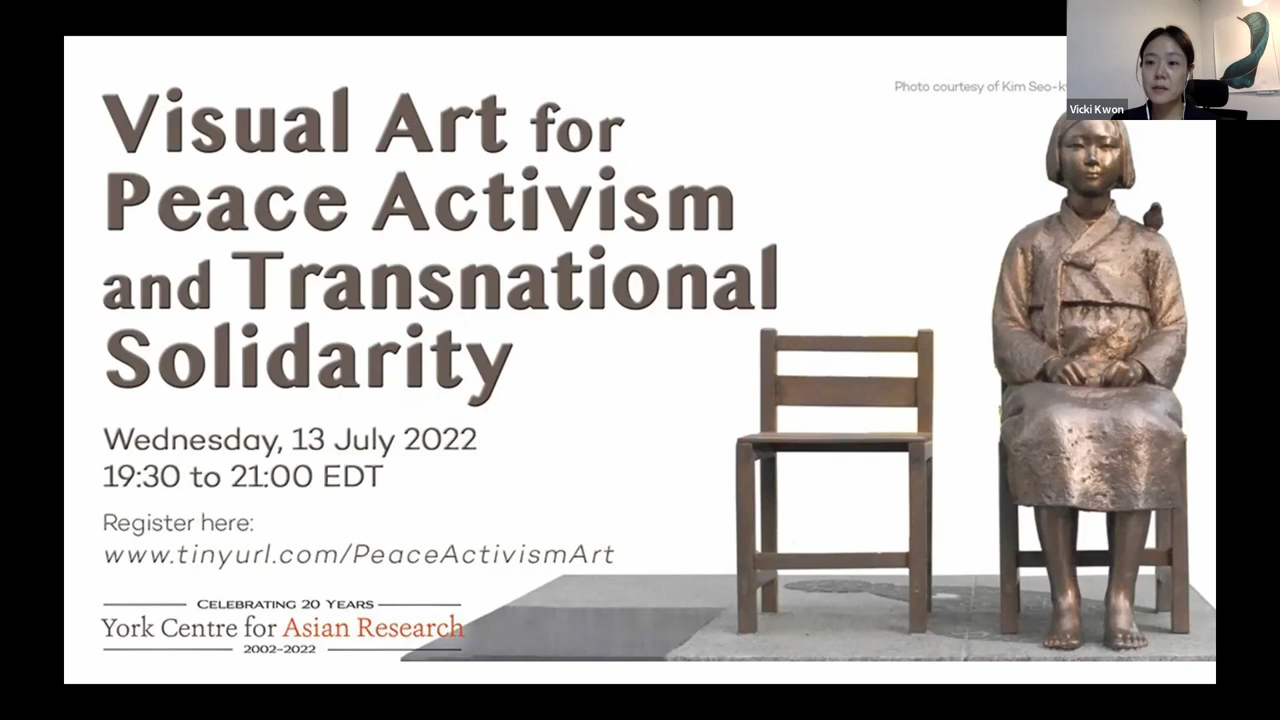 Photo courtesy of Kim
Vicki Kwon
Visual Art for
Peace Activism
and Transnational
Solidarity
Wednesday, 13 July 2022
19:30 to 21:00 EDT
Register here:
www.tinyurl.com/PeaceActivismArt
CELEBRATING 20 YEARS
York Centre for Asian Research
2002–2022